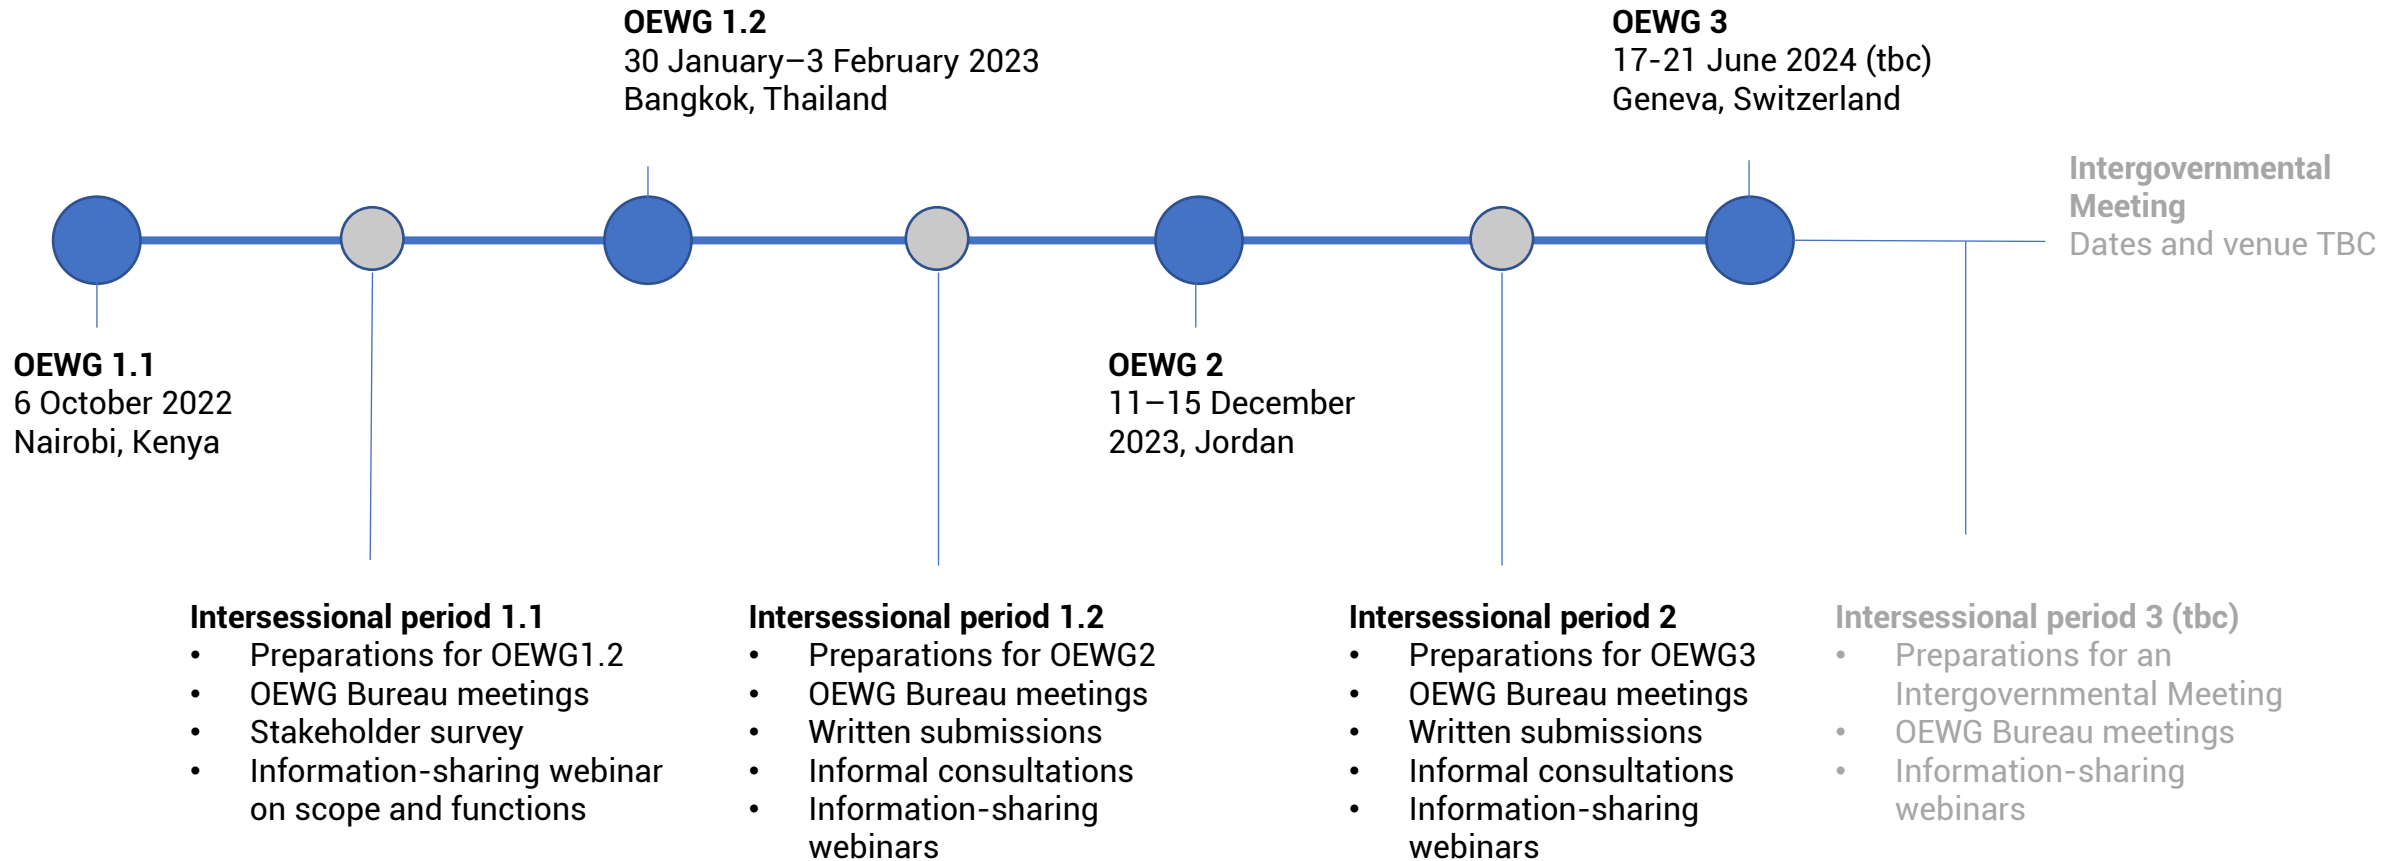 OEWG 1.2
30 January–3 February 2023
Bangkok, Thailand
OEWG 3
17-21 June 2024 (tbc)
Geneva, Switzerland
Intergovernmental
Meeting
Dates and venue TBC
OEWG 1.1
6 October 2022
Nairobi, Kenya
OEWG 2
11–15 December
2023, Jordan
Intersessional period 1.1
• Preparations for OEWG1.2
• OEWG Bureau meetings
• Stakeholder survey
• Information-sharing webinar
on scope and functions
Intersessional period 1.2
• Preparations for OEWG2
• OEWG Bureau meetings
• Written submissions
• Informal consultations
• Information-sharing
webinars
Intersessional period 2
• Preparations for OEWG3
• OEWG Bureau meetings
• Written submissions
• Informal consultations
• Information-sharing
webinars
Intersessional period 3 (tbc)
• Preparations for an
Intergovernmental Meeting
• OEWG Bureau meetings
• Information-sharing
webinars